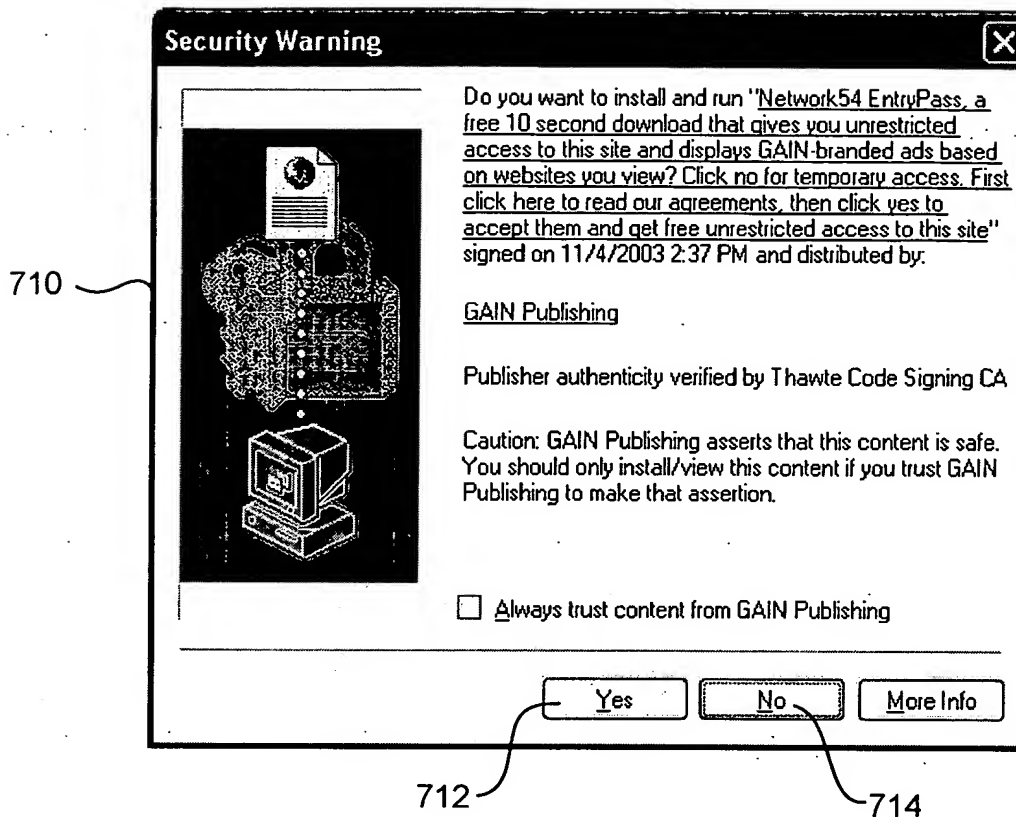 Security Warning
Do you want to install and run "Network54 EntryPass, a
free 10 second download that gives you unrestricted
access to this site and displays GAIN-branded ads based
on websites you view? Click no for temporary access. First
click here to read our agreements, then click yes to
accept them and get free unrestricted access to this site"
signed on 11/4/2003 2:37 PM and distributed by:
710
GAIN Publishing
Publisher authenticity verified by Thawte Code Signing CA
Caution: GAIN Publishing asserts that this content is safe.
You should only install/view this content if you trust GAIN
Publishing to make that assertion.
Always trust content from GAIN Publishing
Yes No More Info
712 714